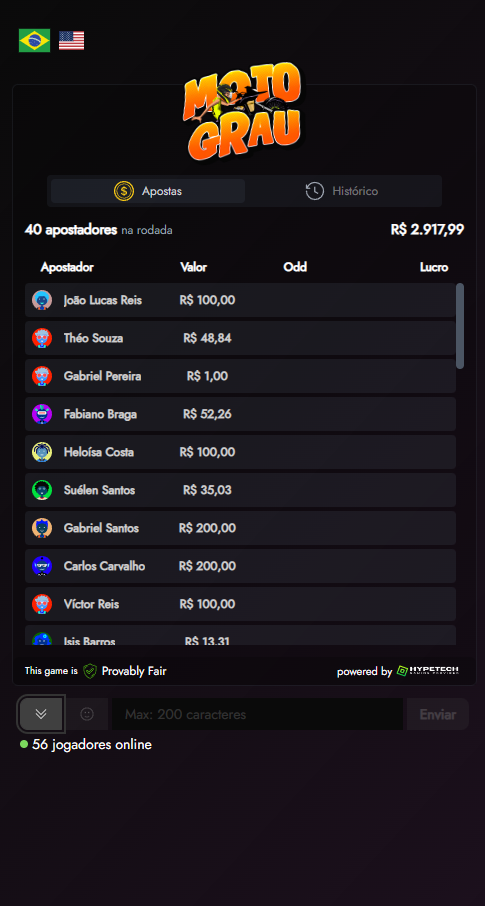 MOTO
GRAU
Apostas Histórico
40 apostadores na rodada R$ 2.917,99
Apostador Valor Odd Lucro
João Lucas Reis R$ 100,00
Théo Souza R$ 48,84
Gabriel Pereira R$ 1,00
Fabiano Braga R$ 52,26
Heloísa Costa R$ 100,00
Suélen Santos R$ 35,03
Gabriel Santos R$ 200,00
Carlos Carvalho R$ 200,00
Víctor Reis R$ 100,00
Isis Barros R$ 13,31
This game is Provably Fair powered by HYPETECH
Max: 200 caracteres Enviar
56 jogadores online